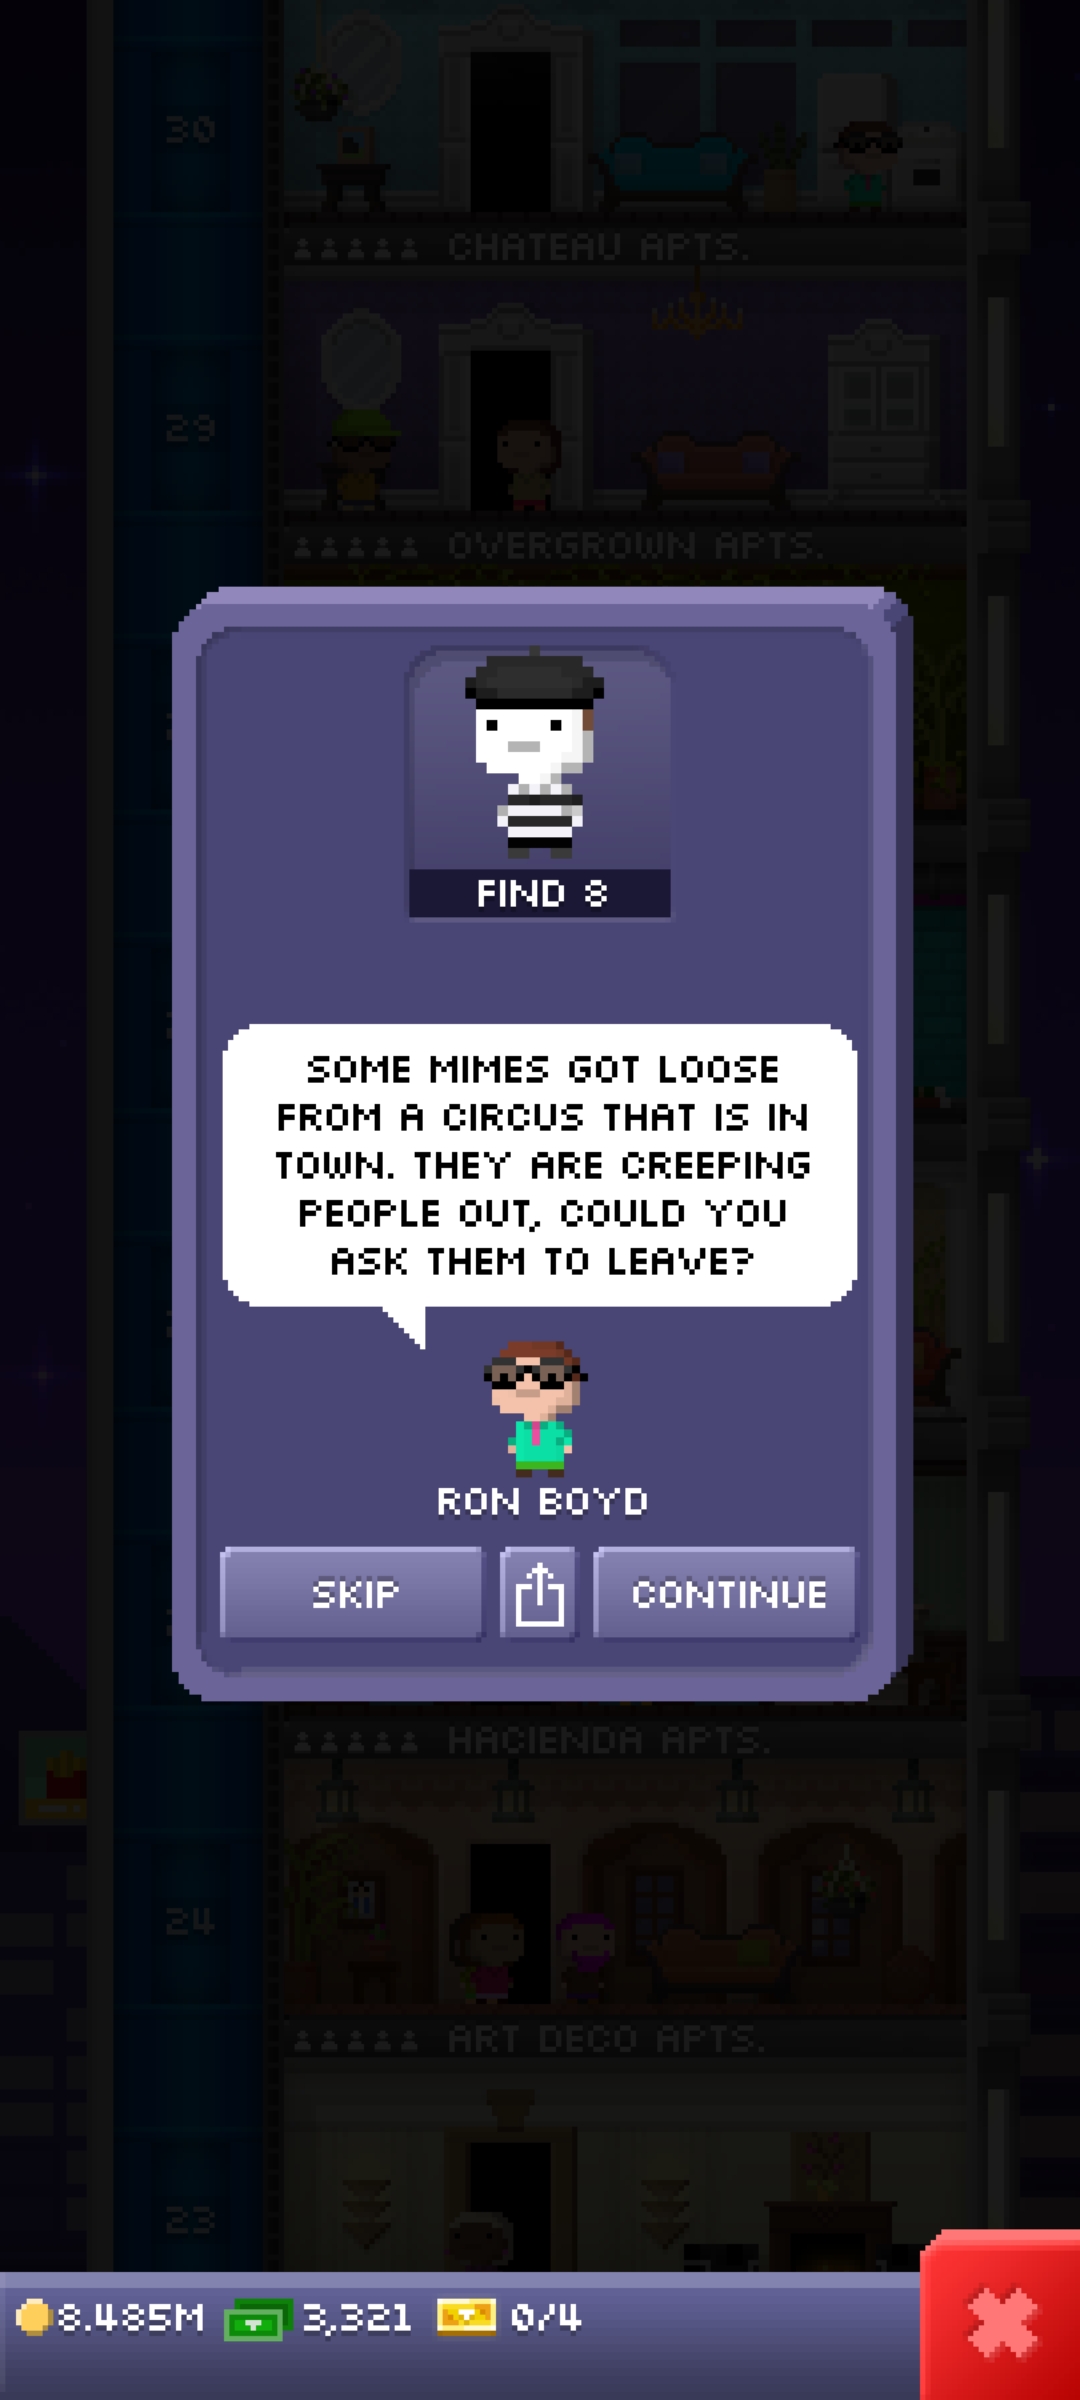 30
CHATEAU APTS.
29
OVERGROWN APTS.
FIND 8
SOME MIMES GOT LOOSE
FROM A CIRCUS THAT IS IN
TOWN. THEY ARE CREEPING
PEOPLE OUT, COULD YOU
ASK THEM TO LEAVE?
RON BOYD
SKIP
CONTINUE
HACIENDA APTS.
24
ART DECO APTS.
23
8.485M
3,321
0/4